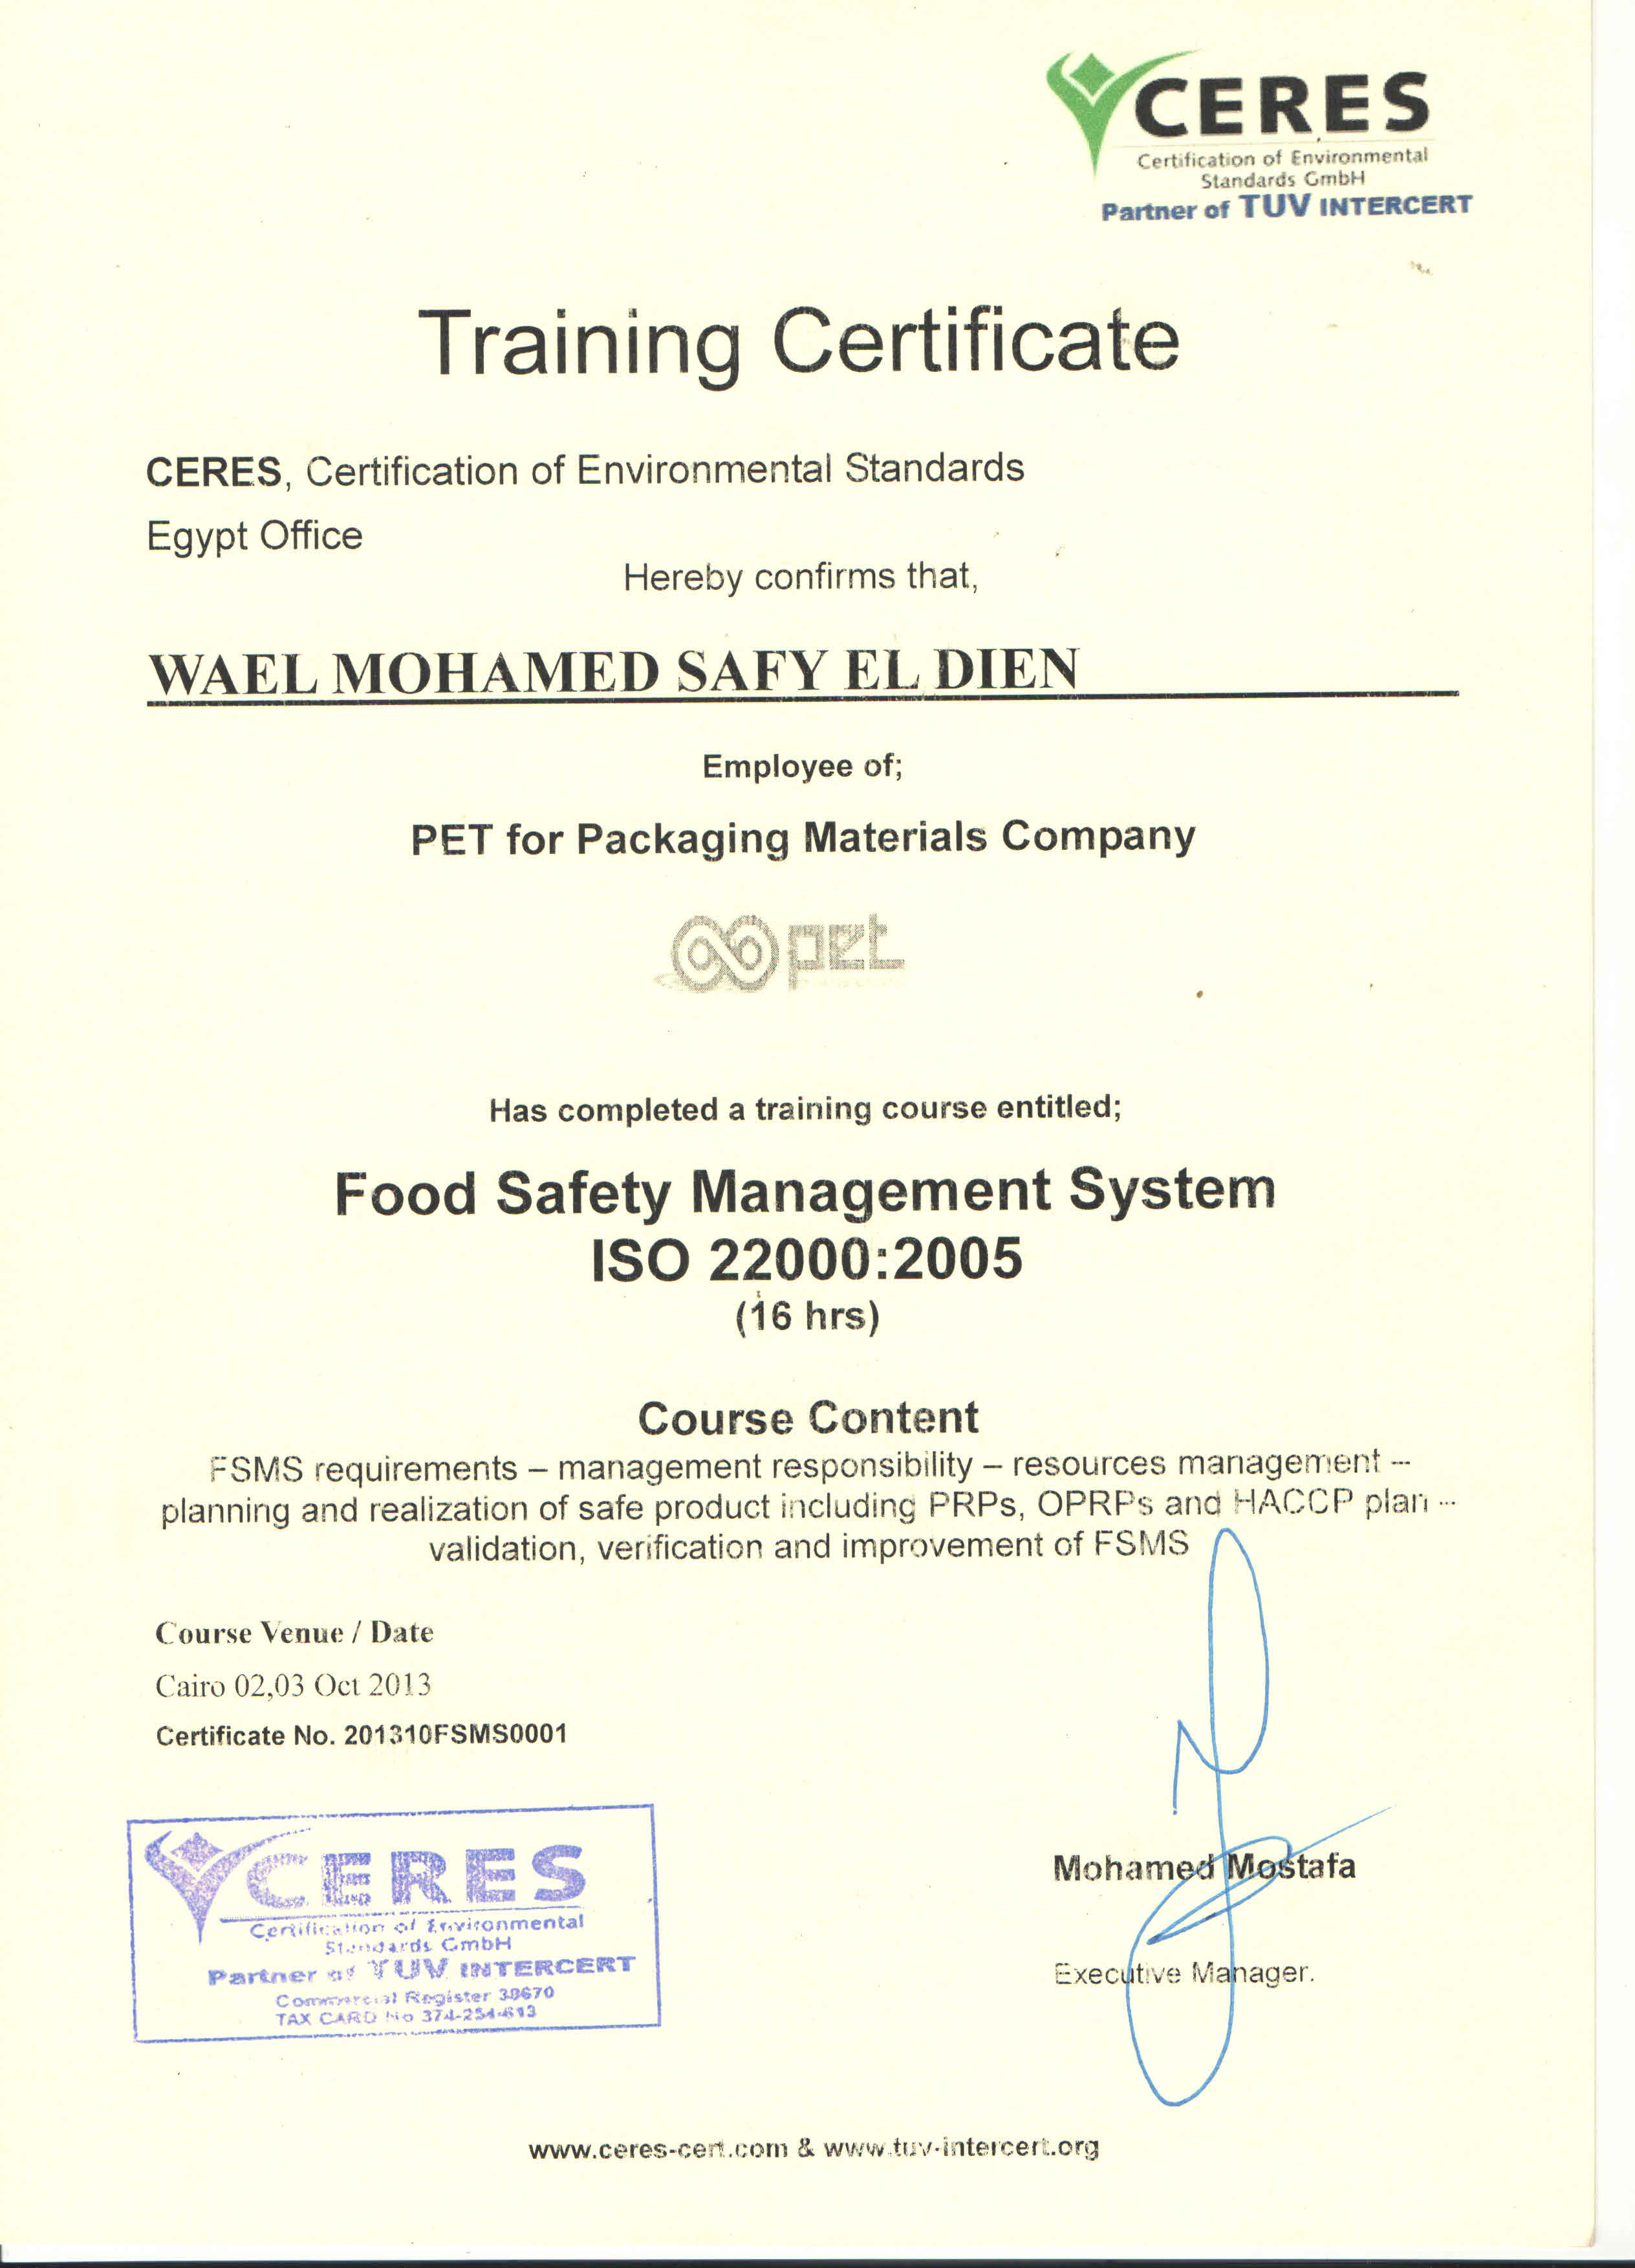 CERES
Certification of Environmental
Standards GmbH
Partner of TUV INTERCERT
Training Certificate
CERES, Certification of Environmental Standards
Egypt Office
Hereby confirms that,
WAEL MOHAMED SAFY EL DIEN
Employee of;
PET for Packaging Materials Company
pet
Has completed a training course entitled;
Food Safety Management System
ISO 22000:2005
(16 hrs)
Course Content
FSMS requirements – management responsibility – resources management –
planning and realization of safe product including PRPs, OPRPs and HACCP plan –
validation, verification and improvement of FSMS
Course Venue / Date
Cairo 02,03 Oct 2013
Certificate No. 201310FSMS0001
CERES
Certification of Environmental
Standards GmbH
Partner of TUV INTERCERT
Commercial Register 38670
TAX CARD No 374-254-613
Mohamed Mostafa
Executive Manager.
www.ceres-cert.com & www.tuv-intercert.org